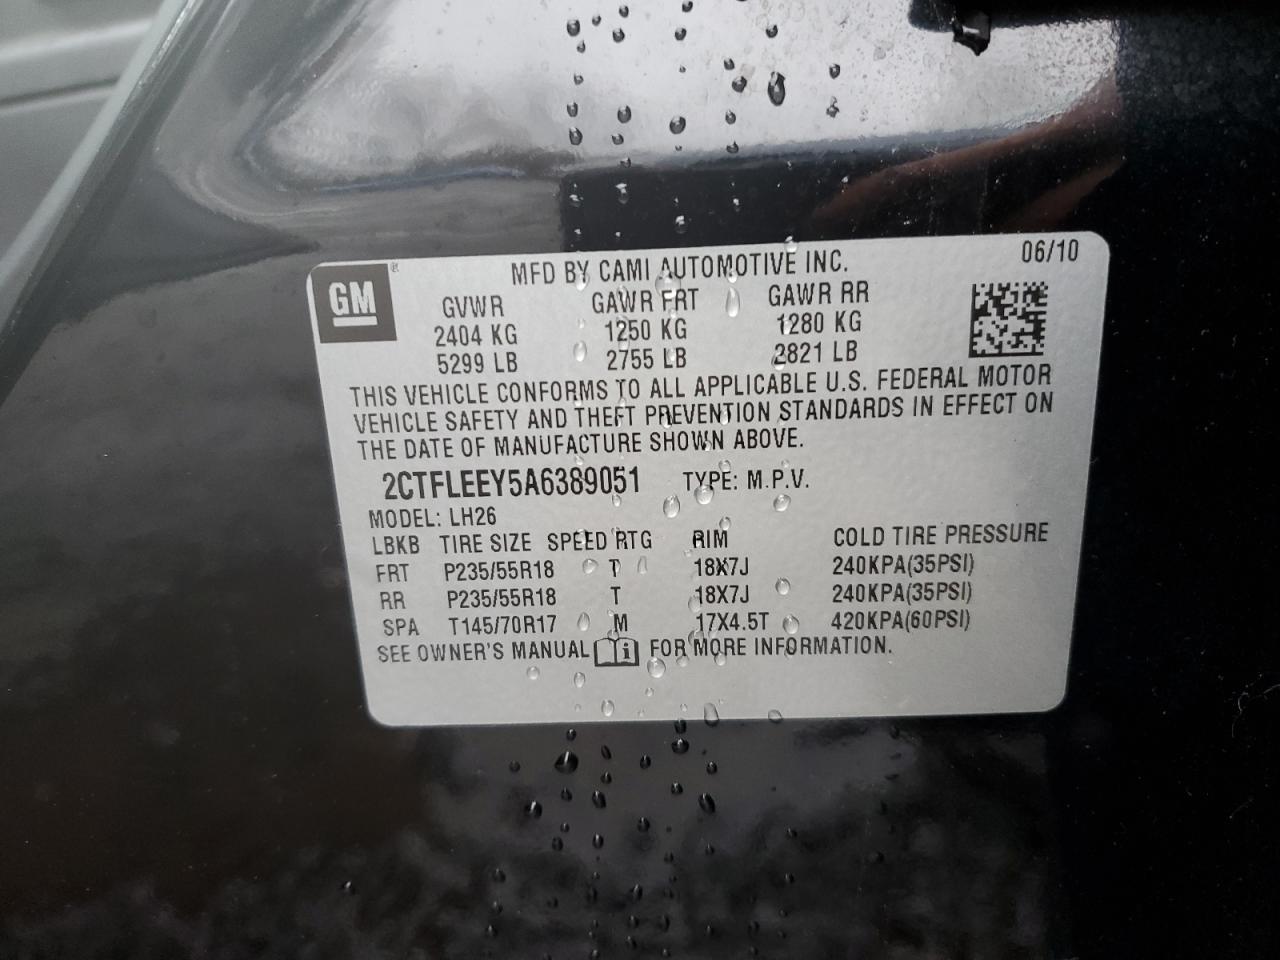 06/10
GM ®
MFD BY CAMI AUTOMOTIVE INC.
GVWR GAWR FRT GAWR RR
2404 KG 1250 KG 1280 KG
5299 LB 2755 LB 2821 LB
THIS VEHICLE CONFORMS TO ALL APPLICABLE U.S. FEDERAL MOTOR
VEHICLE SAFETY AND THEFT PREVENTION STANDARDS IN EFFECT ON
THE DATE OF MANUFACTURE SHOWN ABOVE.
2CTFLEEY5A6389051 TYPE: M.P.V.
MODEL: LH26
LBKB TIRE SIZE SPEED RTG RIM COLD TIRE PRESSURE
FRT P235/55R18 T 18X7J 240KPA(35PSI)
RR P235/55R18 T 18X7J 240KPA(35PSI)
SPA T145/70R17 M 17X4.5T 420KPA(60PSI)
SEE OWNER'S MANUAL i FOR MORE INFORMATION.